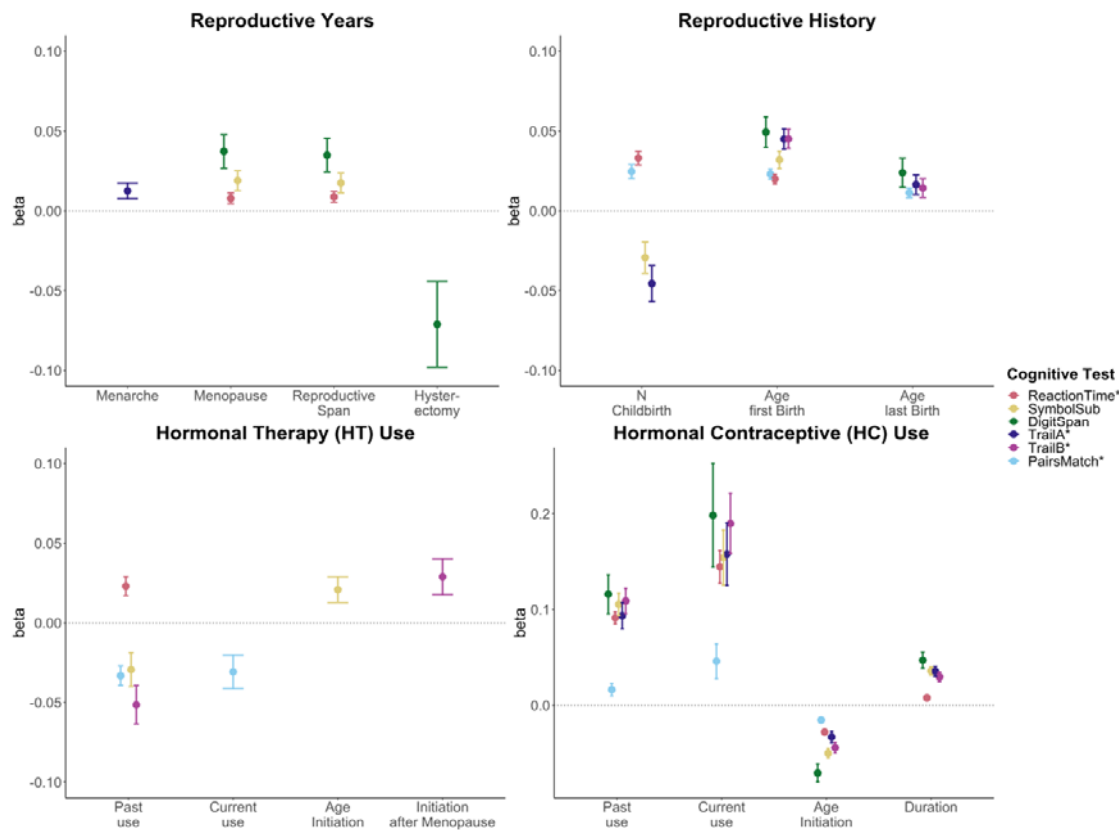 Reproductive Years
0.10
0.05
0.00
-0.05
-0.10
beta
Menarche
Menopause
Reproductive
Span
Hyster-
ectomy
Reproductive History
0.10
0.05
0.00
-0.05
-0.10
beta
N
Childbirth
Age
first Birth
Age
last Birth
Cognitive Test
ReactionTime*
SymbolSub
DigitSpan
TrailA*
TrailB*
PairsMatch*
Hormonal Therapy (HT) Use
0.10
0.05
0.00
-0.05
-0.10
beta
Past
use
Current
use
Age
Initiation
Initiation
after Menopause
Hormonal Contraceptive (HC) Use
0.2
0.1
0.0
beta
Past
use
Current
use
Age
Initiation
Duration